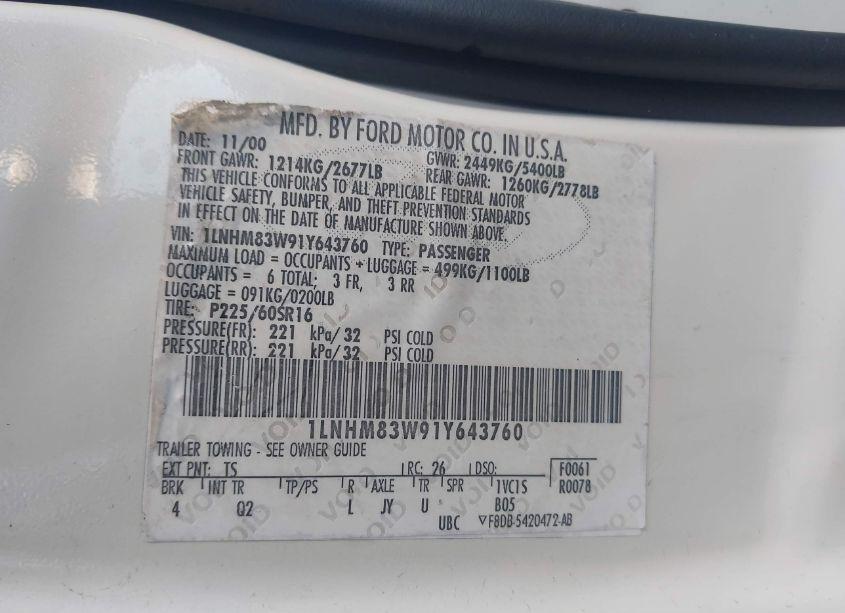 MFD. BY FORD MOTOR CO. IN U.S.A.
DATE: 11/00 GVWR: 2449KG/5400LB
FRONT GAWR: 1214KG/2677LB REAR GAWR: 1260KG/2778LB
THIS VEHICLE CONFORMS TO ALL APPLICABLE FEDERAL MOTOR
VEHICLE SAFETY, BUMPER, AND THEFT PREVENTION STANDARDS
IN EFFECT ON THE DATE OF MANUFACTURE SHOWN ABOVE
VIN: 1LNHM83W91Y643760 TYPE: PASSENGER
MAXIMUM LOAD = OCCUPANTS + LUGGAGE = 499KG/1100LB
OCCUPANTS = 6 TOTAL; 3 FR, 3 RR
LUGGAGE = 091KG/0200LB
TIRE: P225/60SR16
PRESSURE(FR): 221 kPa/32 PSI COLD
PRESSURE(RR): 221 kPa/32 PSI COLD
1LNHM83W91Y643760
TRAILER TOWING - SEE OWNER GUIDE
EXT PNT: TS RC: 26 DSO: F0061
BRK INT TR TP/PS R AXLE TR SPR 1VC1S R0078
4 Q2 L JY U B05
UBC F8DB-5420472-AB